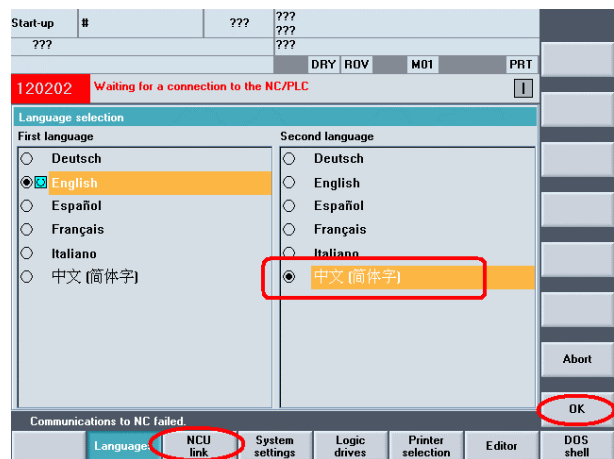 Start-up # ??? ???
???
??? ???
DRY ROV M01 PRT
120202 Waiting for a connection to the NC/PLC I
Language selection
First language Second language
Deutsch Deutsch
English English
Español Español
Français Français
Italiano Italiano
中文 (简体字) 中文 (简体字)
Abort
OK
Communications to NC failed.
Language NCU link System settings Logic drives Printer selection Editor DOS shell